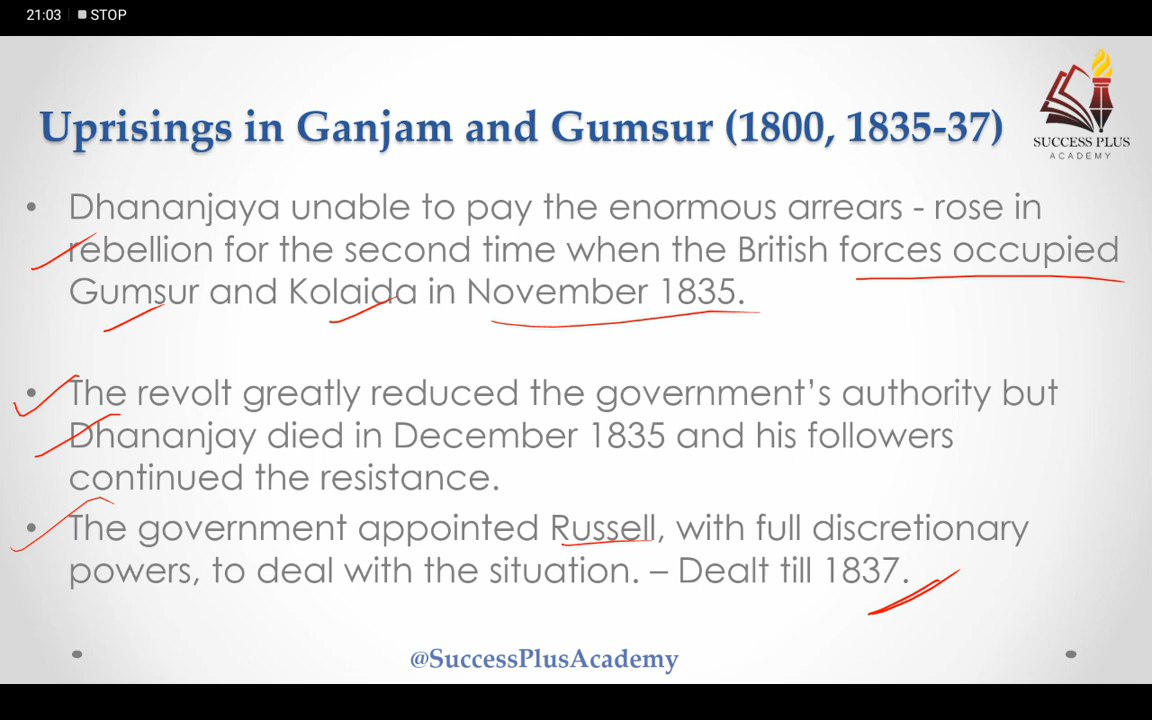 21:03 STOP
Uprisings in Ganjam and Gumsur (1800, 1835-37)
SUCCESS PLUS
ACADEMY
• Dhananjaya unable to pay the enormous arrears - rose in
rebellion for the second time when the British forces occupied
Gumsur and Kolaida in November 1835.
• The revolt greatly reduced the government’s authority but
Dhananjay died in December 1835 and his followers
continued the resistance.
• The government appointed Russell, with full discretionary
powers, to deal with the situation. – Dealt till 1837.
@SuccessPlusAcademy